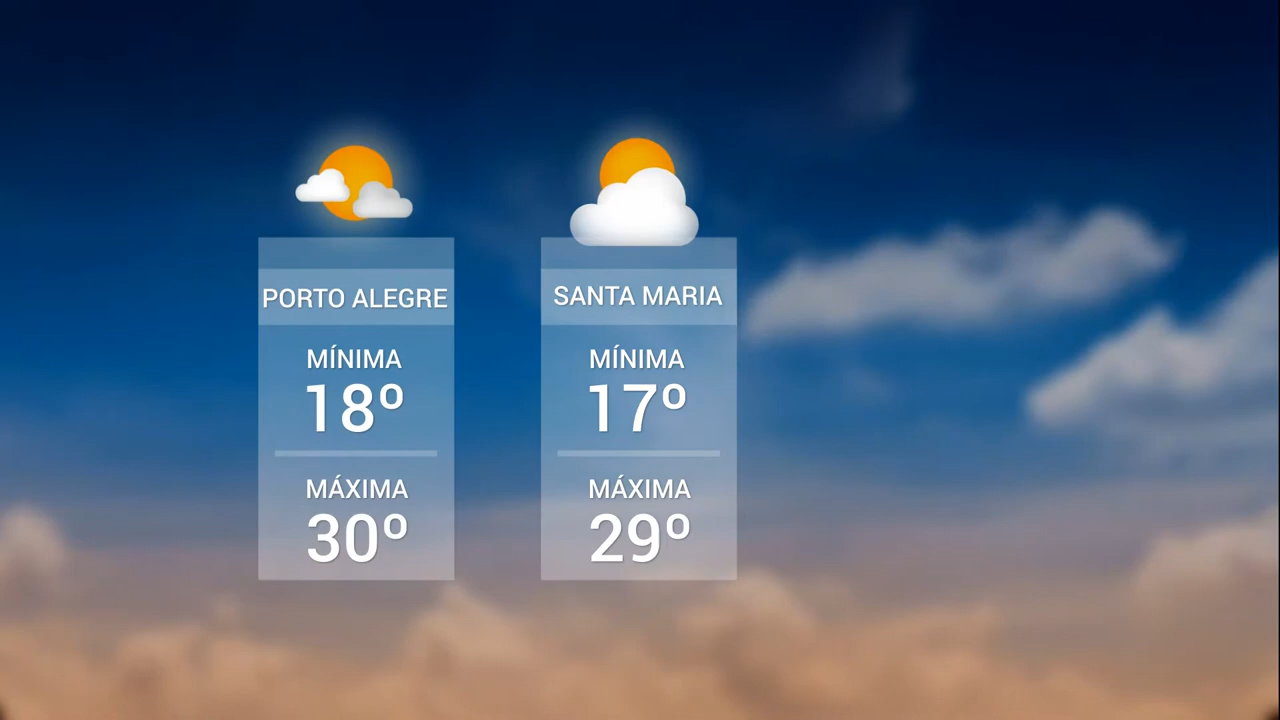 PORTO ALEGRE
MÍNIMA
18º
MÁXIMA
30º
SANTA MARIA
MÍNIMA
17º
MÁXIMA
29º